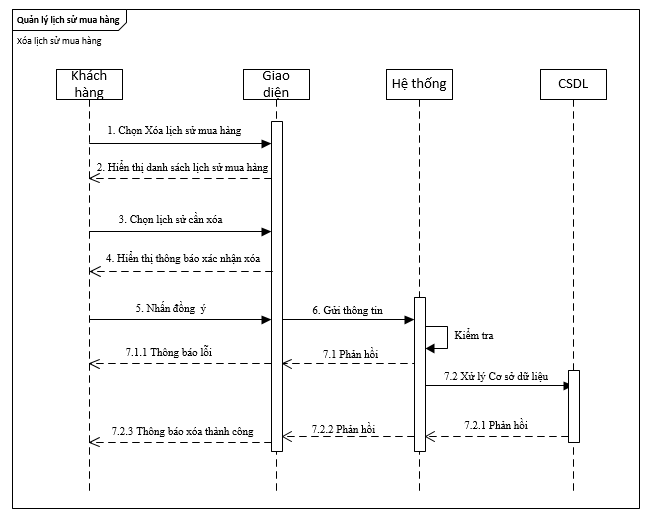 Quản lý lịch sử mua hàng
Xóa lịch sử mua hàng
Khách
hàng
Giao
diện
Hệ thống
CSDL
1. Chọn Xóa lịch sử mua hàng
2. Hiển thị danh sách lịch sử mua hàng
3. Chọn lịch sử cần xóa
4. Hiển thị thông báo xác nhận xóa
5. Nhấn đồng ý
6. Gửi thông tin
Kiểm tra
7.1.1 Thông báo lỗi
7.1 Phản hồi
7.2 Xử lý Cơ sở dữ liệu
7.2.3 Thông báo xóa thành công
7.2.2 Phản hồi
7.2.1 Phản hồi